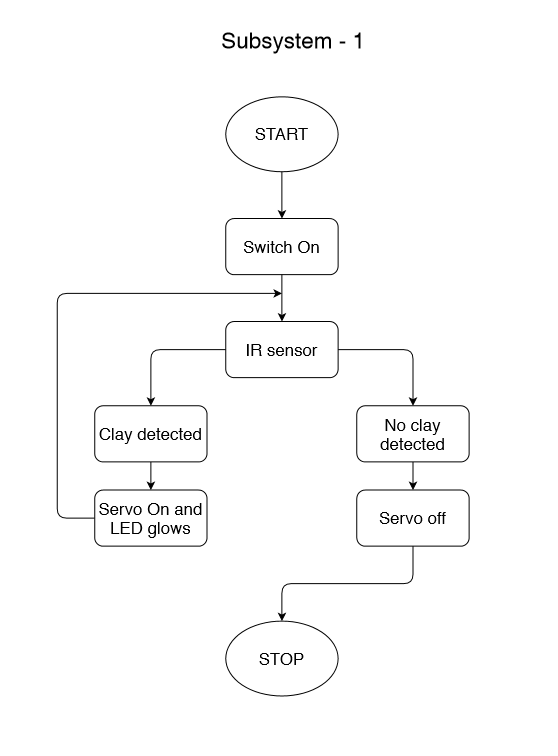 Subsystem - 1
START
Switch On
IR sensor
Clay detected
No clay
detected
Servo On and
LED glows
Servo off
STOP